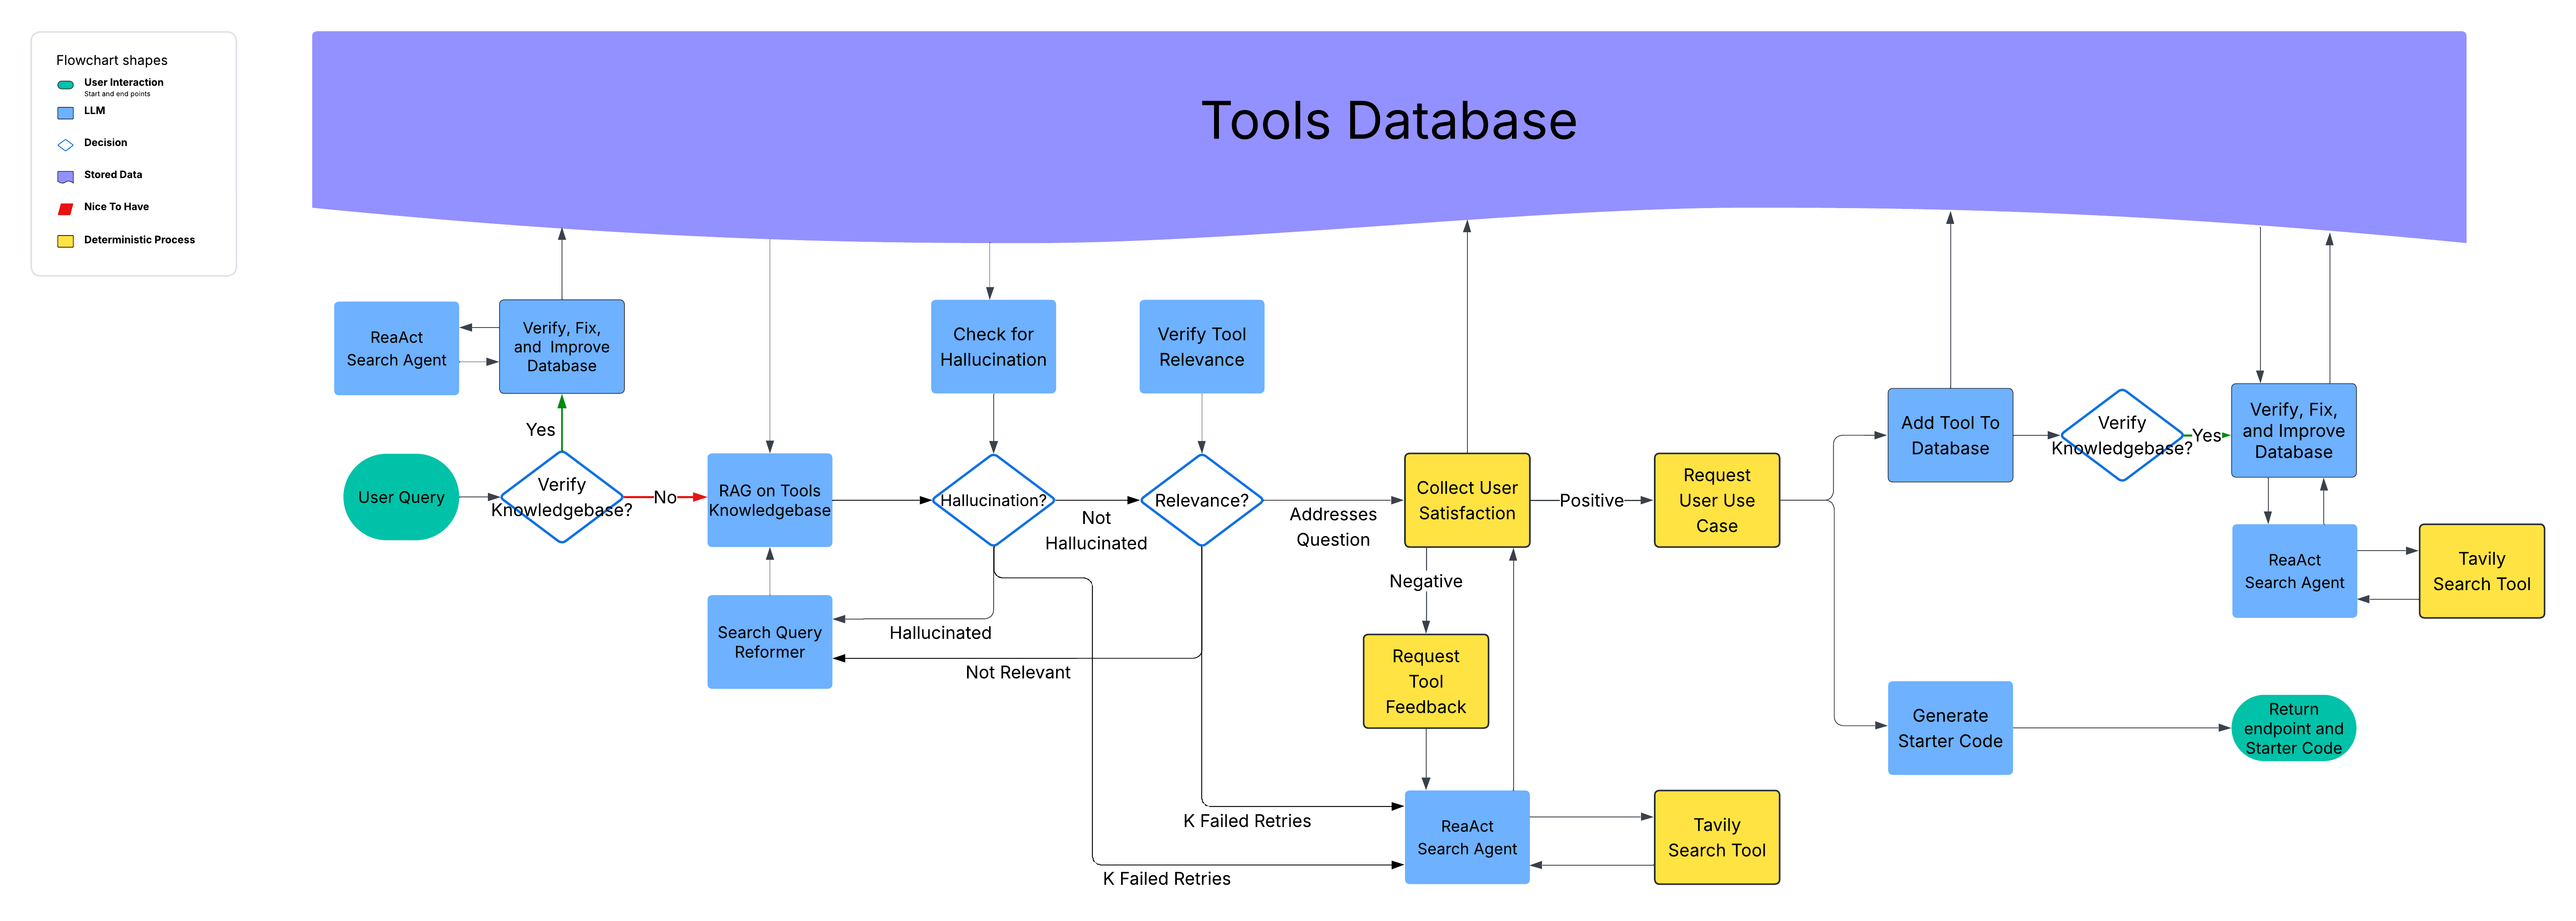 Flowchart shapes
User Interaction
Start and end points
LLM
Decision
Stored Data
Nice To Have
Deterministic Process
Tools Database
ReaAct
Search Agent
Verify, Fix,
and Improve
Database
Check for
Hallucination
Verify Tool
Relevance
Yes
User Query
Verify
Knowledgebase?
No
RAG on Tools
Knowledgebase
Hallucination?
Not
Hallucinated
Relevance?
Addresses
Question
Collect User
Satisfaction
Positive
Request
User Use
Case
Add Tool To
Database
Verify
Knowledgebase?
Yes
Verify, Fix,
and Improve
Database
ReaAct
Search Agent
Tavily
Search Tool
Negative
Search Query
Reformer
Hallucinated
Not Relevant
Request
Tool
Feedback
Generate
Starter Code
Return
endpoint and
Starter Code
K Failed Retries
K Failed Retries
ReaAct
Search Agent
Tavily
Search Tool